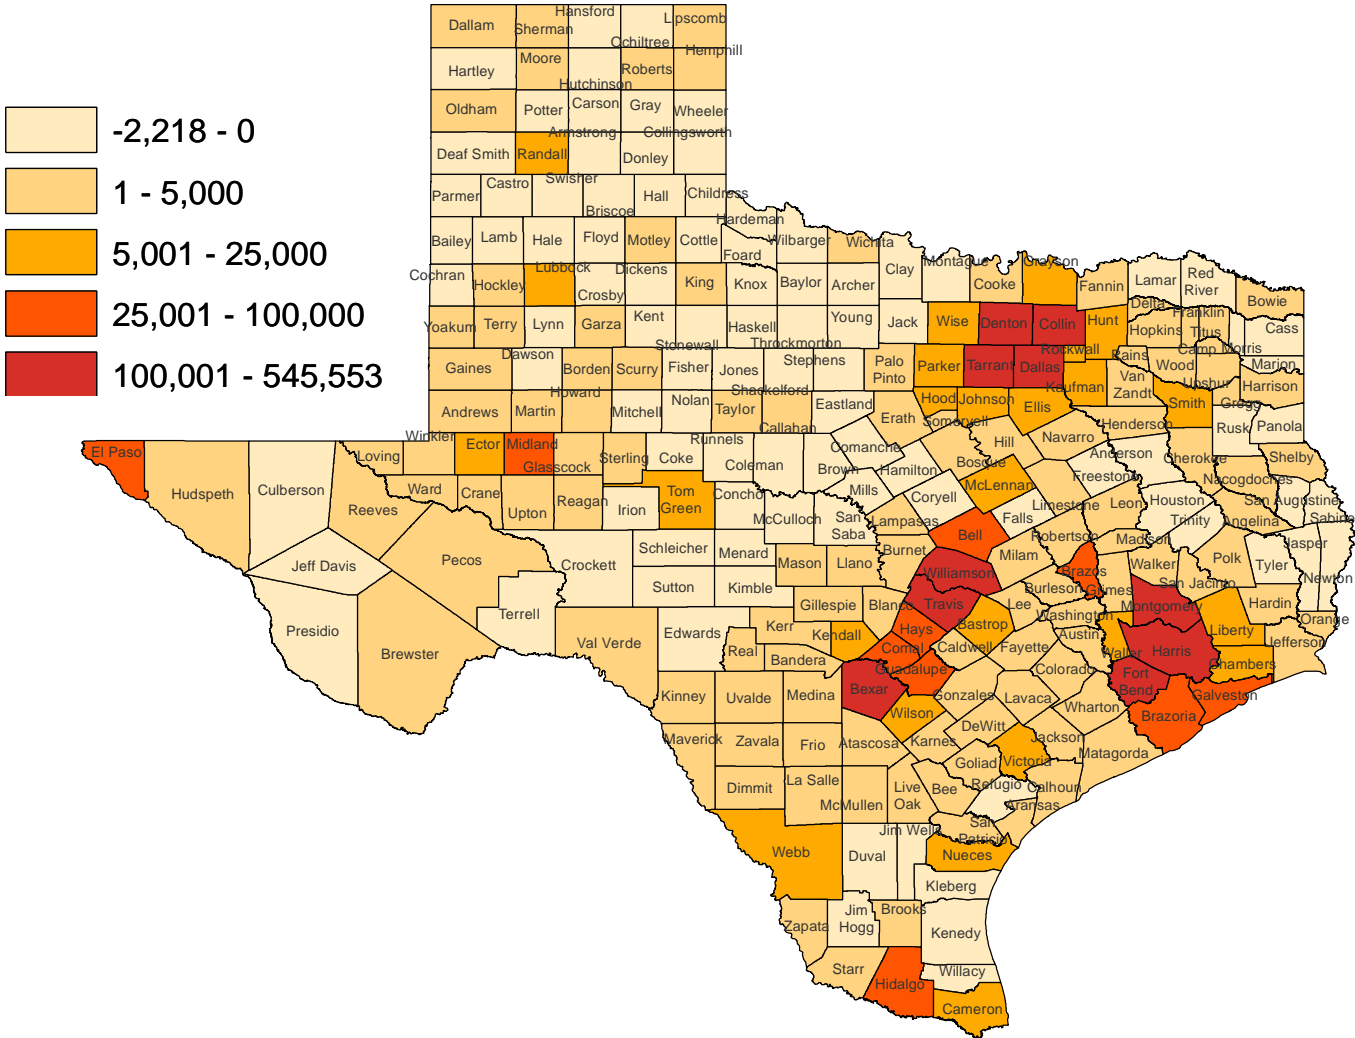 -2,218 - 0
1 - 5,000
5,001 - 25,000
25,001 - 100,000
100,001 - 545,553
Dallam
Sherman
Hansford
Ochiltree
Lipscomb
Hartley
Moore
Hutchinson
Roberts
Hemphill
Oldham
Potter
Carson
Gray
Wheeler
Deaf Smith
Randall
Armstrong
Donley
Collingsworth
Parmer
Castro
Swisher
Briscoe
Hall
Childress
Hardeman
Bailey
Lamb
Hale
Floyd
Motley
Cottle
Foard
Wilbarger
Wichita
Clay
Montague
Cooke
Grayson
Fannin
Lamar
Red
River
Bowie
Cochran
Hockley
Lubbock
Crosby
Dickens
King
Knox
Baylor
Archer
Yoakum
Terry
Lynn
Garza
Kent
Stonewall
Haskell
Throckmorton
Young
Jack
Wise
Denton
Collin
Hunt
Delta
Hopkins
Franklin
Titus
Camp
Morris
Cass
Marion
Gaines
Dawson
Borden
Scurry
Fisher
Jones
Shackelford
Stephens
Palo
Pinto
Parker
Tarrant
Dallas
Rockwall
Kaufman
Rains
Van
Zandt
Wood
Upshur
Harrison
Smith
Gregg
Andrews
Martin
Howard
Mitchell
Nolan
Taylor
Callahan
Eastland
Erath
Hood
Somervell
Johnson
Ellis
Henderson
Rusk
Panola
El Paso
Hudspeth
Culberson
Loving
Winkler
Ector
Midland
Glasscock
Sterling
Coke
Runnels
Coleman
Brown
Comanche
Hamilton
Bosque
Hill
Navarro
Anderson
Cherokee
Freestone
Nacogdoches
Shelby
San Augustine
Sabine
Reeves
Ward
Crane
Upton
Reagan
Irion
Tom
Green
Concho
McCulloch
San
Saba
Mills
Lampasas
Coryell
McLennan
Limestone
Falls
Leon
Houston
Trinity
Angelina
Jeff Davis
Pecos
Crockett
Schleicher
Menard
Mason
Llano
Burnet
Bell
Milam
Robertson
Madison
Walker
Polk
Tyler
Jasper
Newton
Presidio
Brewster
Terrell
Sutton
Kimble
Gillespie
Blanco
Williamson
Travis
Burleson
Brazos
Grimes
San Jacinto
Montgomery
Liberty
Hardin
Orange
Jefferson
Val Verde
Edwards
Real
Kerr
Bandera
Kendall
Comal
Hays
Bastrop
Lee
Washington
Austin
Waller
Harris
Chambers
Caldwell
Fayette
Colorado
Fort
Bend
Galveston
Brazoria
Kinney
Uvalde
Medina
Bexar
Guadalupe
Gonzales
Lavaca
Wharton
Wilson
DeWitt
Jackson
Matagorda
Maverick
Zavala
Frio
Atascosa
Karnes
Goliad
Victoria
Calhoun
Refugio
Aransas
Dimmit
La Salle
McMullen
Live
Oak
Bee
San
Patricio
Webb
Duval
Jim Wells
Nueces
Kleberg
Zapata
Jim
Hogg
Brooks
Kenedy
Starr
Hidalgo
Willacy
Cameron